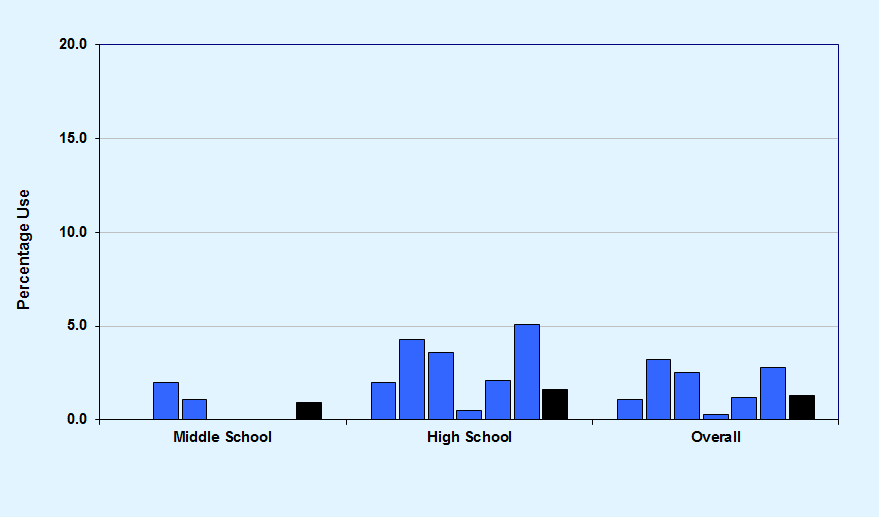 20.0
15.0
10.0
5.0
0.0
Percentage Use
Middle School
High School
Overall